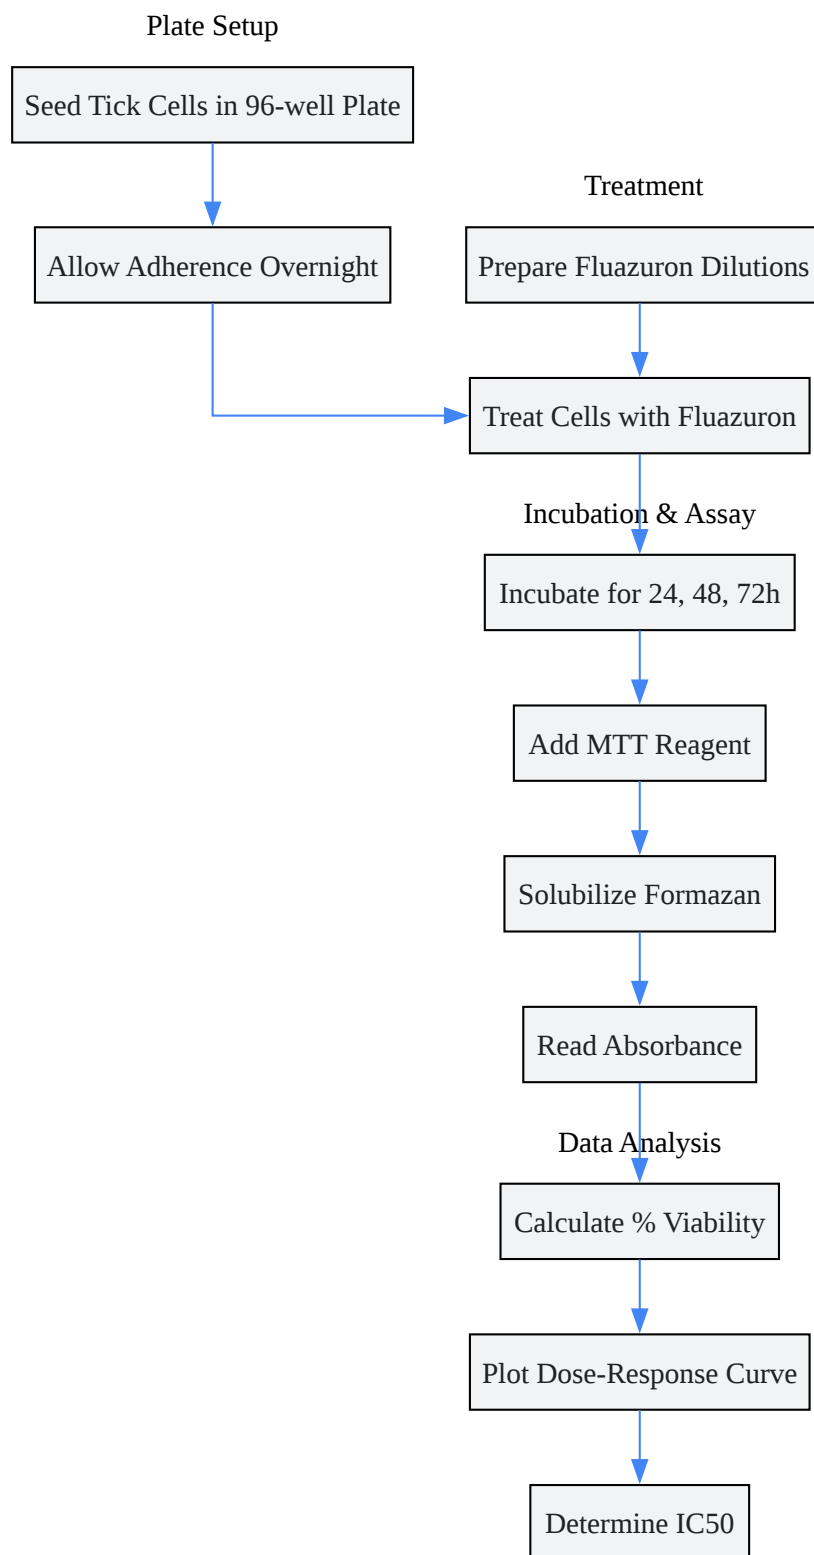 Plate Setup
Seed Tick Cells in 96-well Plate
Treatment
Allow Adherence Overnight
Prepare Fluazuron Dilutions
Treat Cells with Fluazuron
Incubation & Assay
Incubate for 24, 48, 72h
Add MTT Reagent
Solubilize Formazan
Read Absorbance
Data Analysis
Calculate % Viability
Plot Dose-Response Curve
Determine IC50